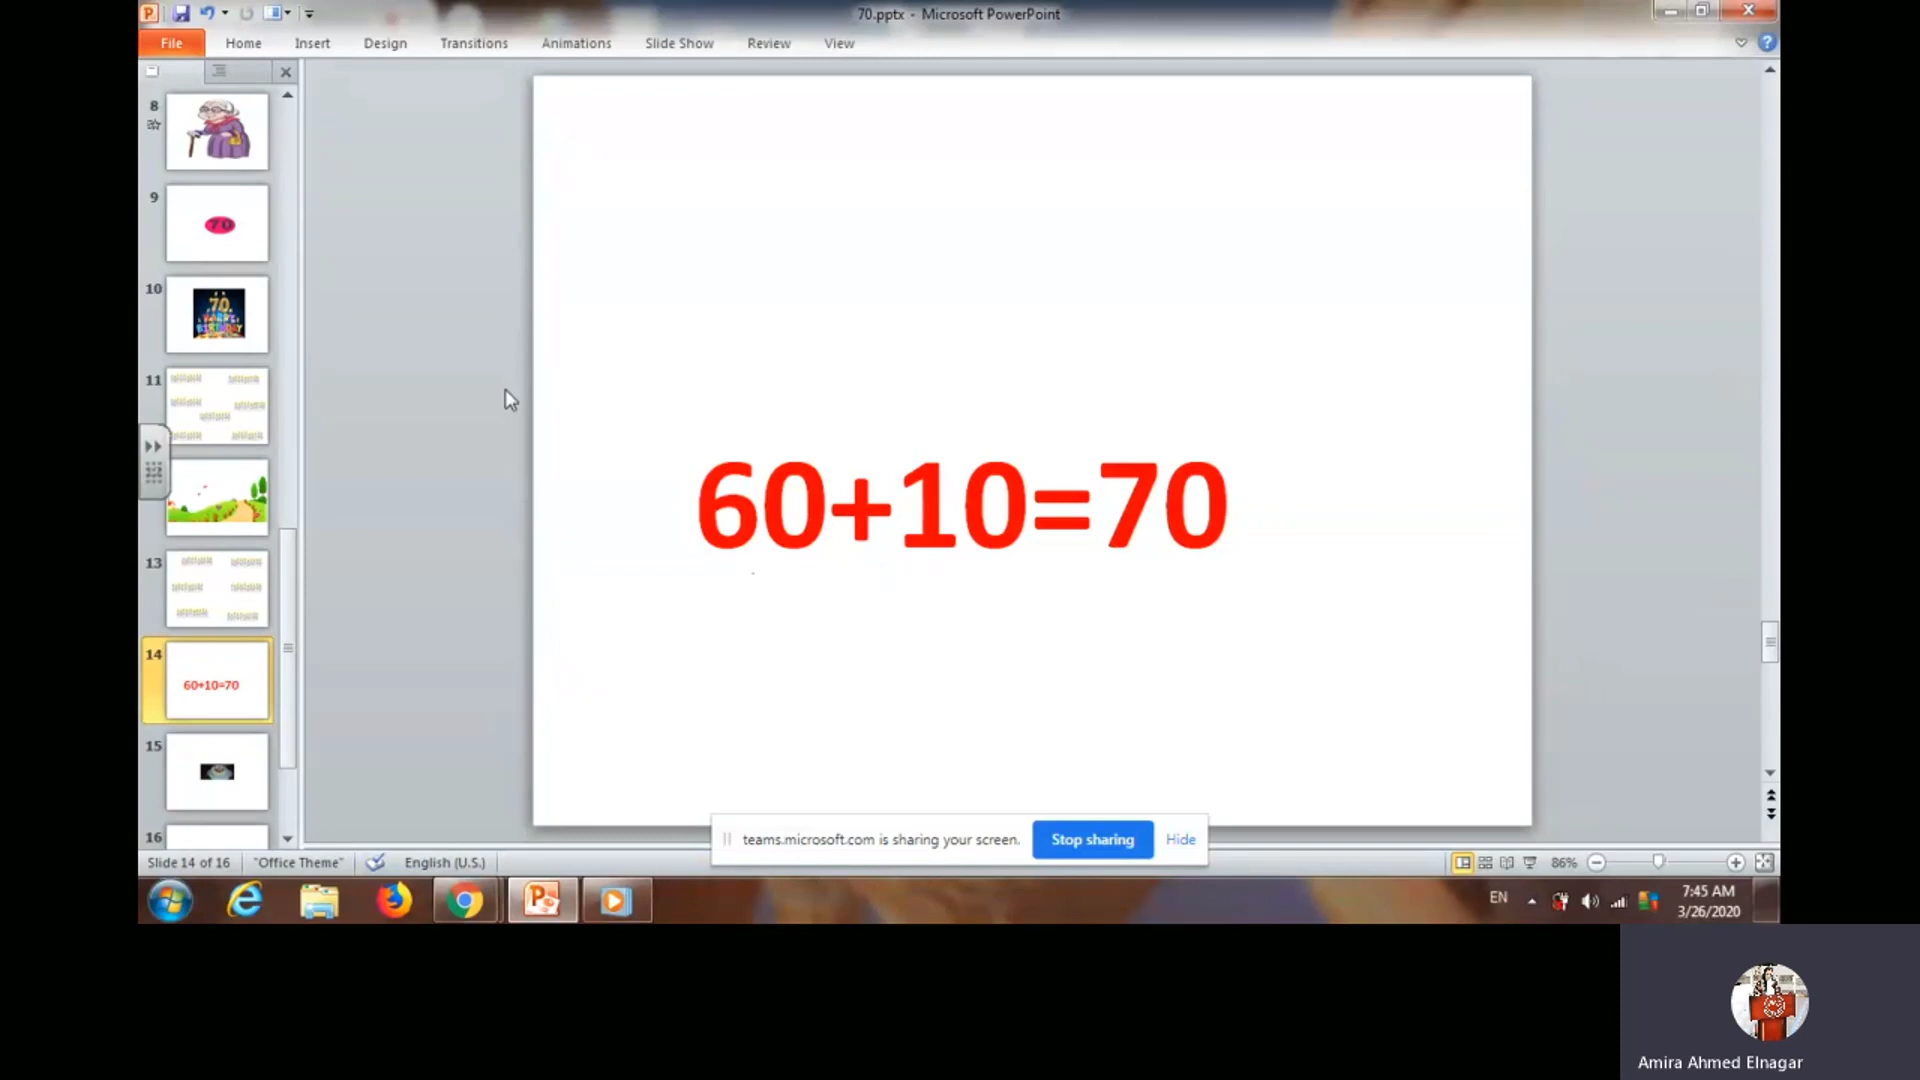 70.pptx - Microsoft PowerPoint
File Home Insert Design Transitions Animations Slide Show Review View
8
9
70
10
70
HAPPY
BIRTHDAY
11
13
14
60+10=70
15
16
60+10=70
teams.microsoft.com is sharing your screen. Stop sharing Hide
Slide 14 of 16 "Office Theme" English (U.S.) 86%
EN 7:45 AM
3/26/2020
Amira Ahmed Elnagar